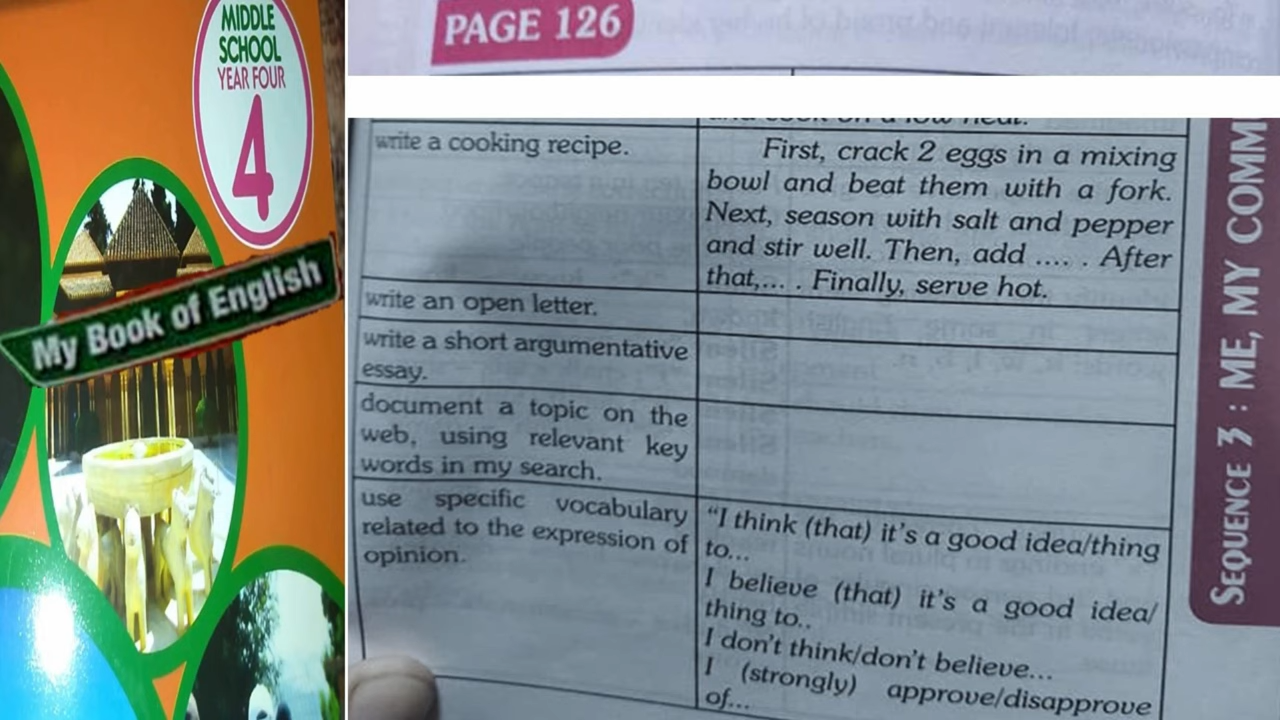 MIDDLE
SCHOOL
YEAR FOUR
4
My Book of English
PAGE 126
and cook on a low heat.
write a cooking recipe.
First, crack 2 eggs in a mixing
bowl and beat them with a fork.
Next, season with salt and pepper
and stir well. Then, add .... . After
that,... . Finally, serve hot.
write an open letter.
write a short argumentative
essay.
document a topic on the
web, using relevant key
words in my search.
use specific vocabulary
related to the expression of
opinion.
"I think (that) it's a good idea/thing
to...
I believe (that) it's a good idea/
thing to..
I don't think/don't believe...
I (strongly) approve/disapprove
of...
SEQUENCE 3 : ME, MY COMM